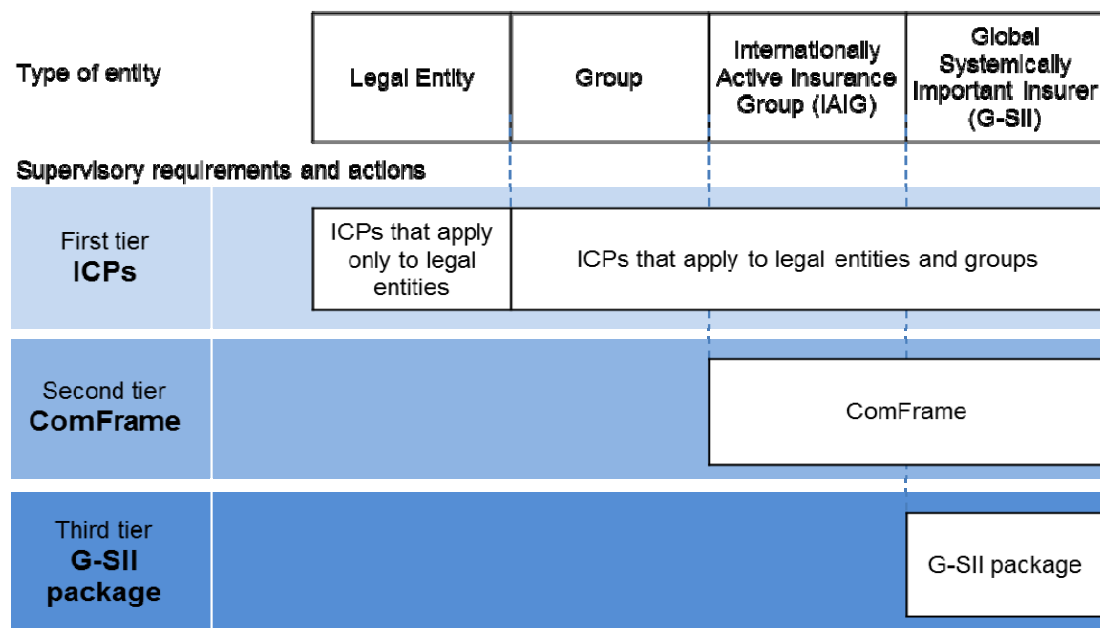 Type of entity
Legal Entity
Group
Internationally
Active Insurance
Group (IAIG)
Global
Systemically
Important Insurer
(G-SII)
Supervisory requirements and actions
First tier
ICPs
ICPs that apply
only to legal
entities
ICPs that apply to legal entities and groups
Second tier
ComFrame
ComFrame
Third tier
G-SII
package
G-SII package